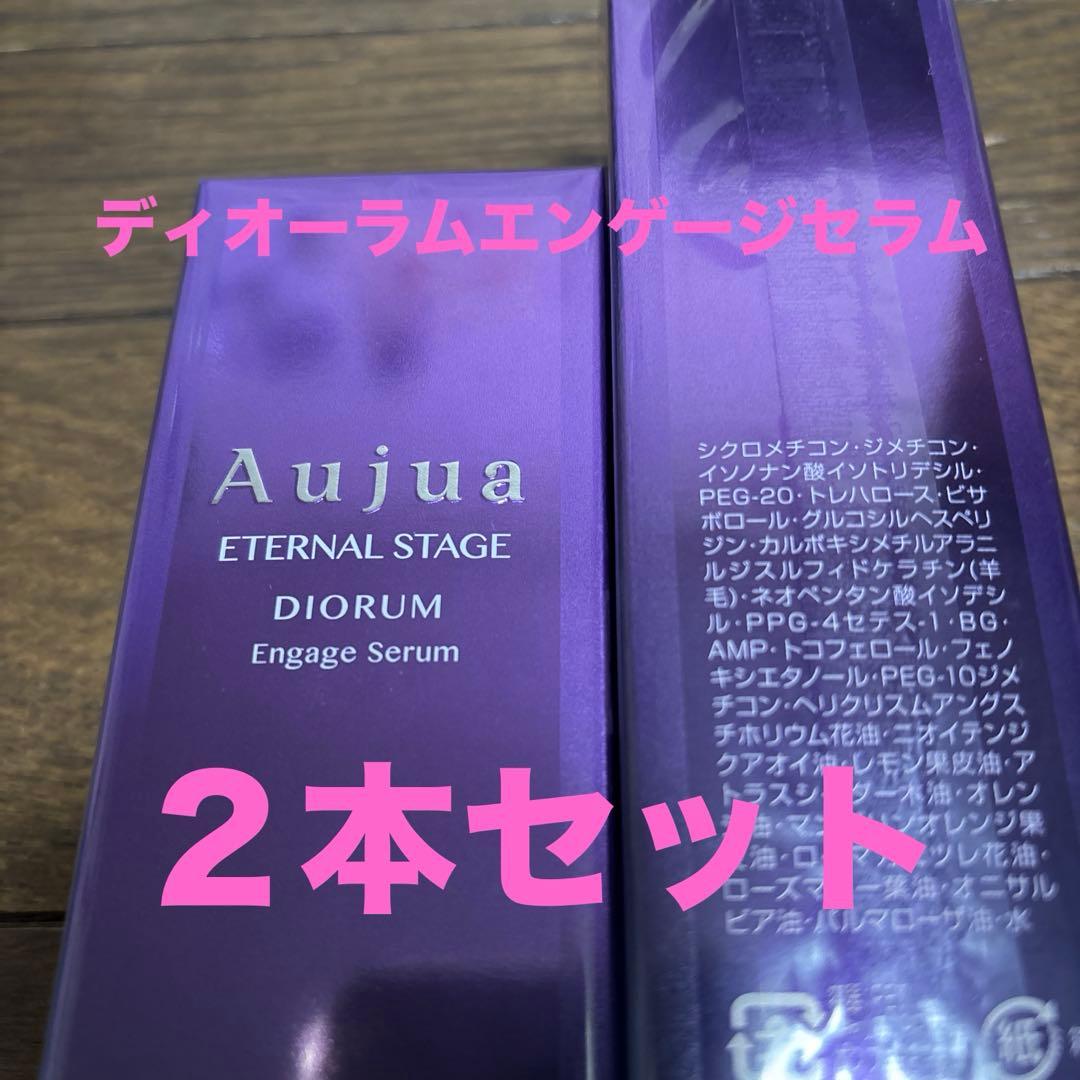 ディオーラムエンゲージセラム
Aujua
ETERNAL STAGE
DIORUM
Engage Serum
シクロメチコン・ジメチコン・
イソノナン酸イソトリデシル・
PEG-20・トレハロース・ビサ
ボロール・グルコシルヘスペリ
ジン・カルボキシメチルアラニ
ルジスルフィドケラチン(羊
毛)・ネオペンタン酸イソデシ
ル・PPG-4セテス-1・BG・
AMP・トコフェロール・フェノ
キシエタノール・PEG-10ジメ
チコン・ヘリクリスムアングス
チホリウム花油・ニオイテンジ
クアオイ油・レモン果皮油・ア
トラスシ ダー木油・オレン
オレンジ果
ツレ花油・
ローズマ ー葉油・オニサル
ビア油・パルマローザ油・水
2本セット
紙